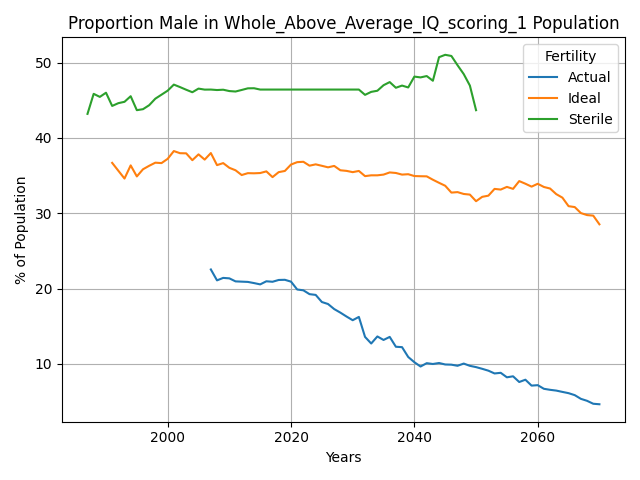 Proportion Male in Whole_Above_Average_IQ_scoring_1 Population
% of Population
50
40
30
20
10
Fertility
Actual
Ideal
Sterile
2000
2020
2040
2060
Years